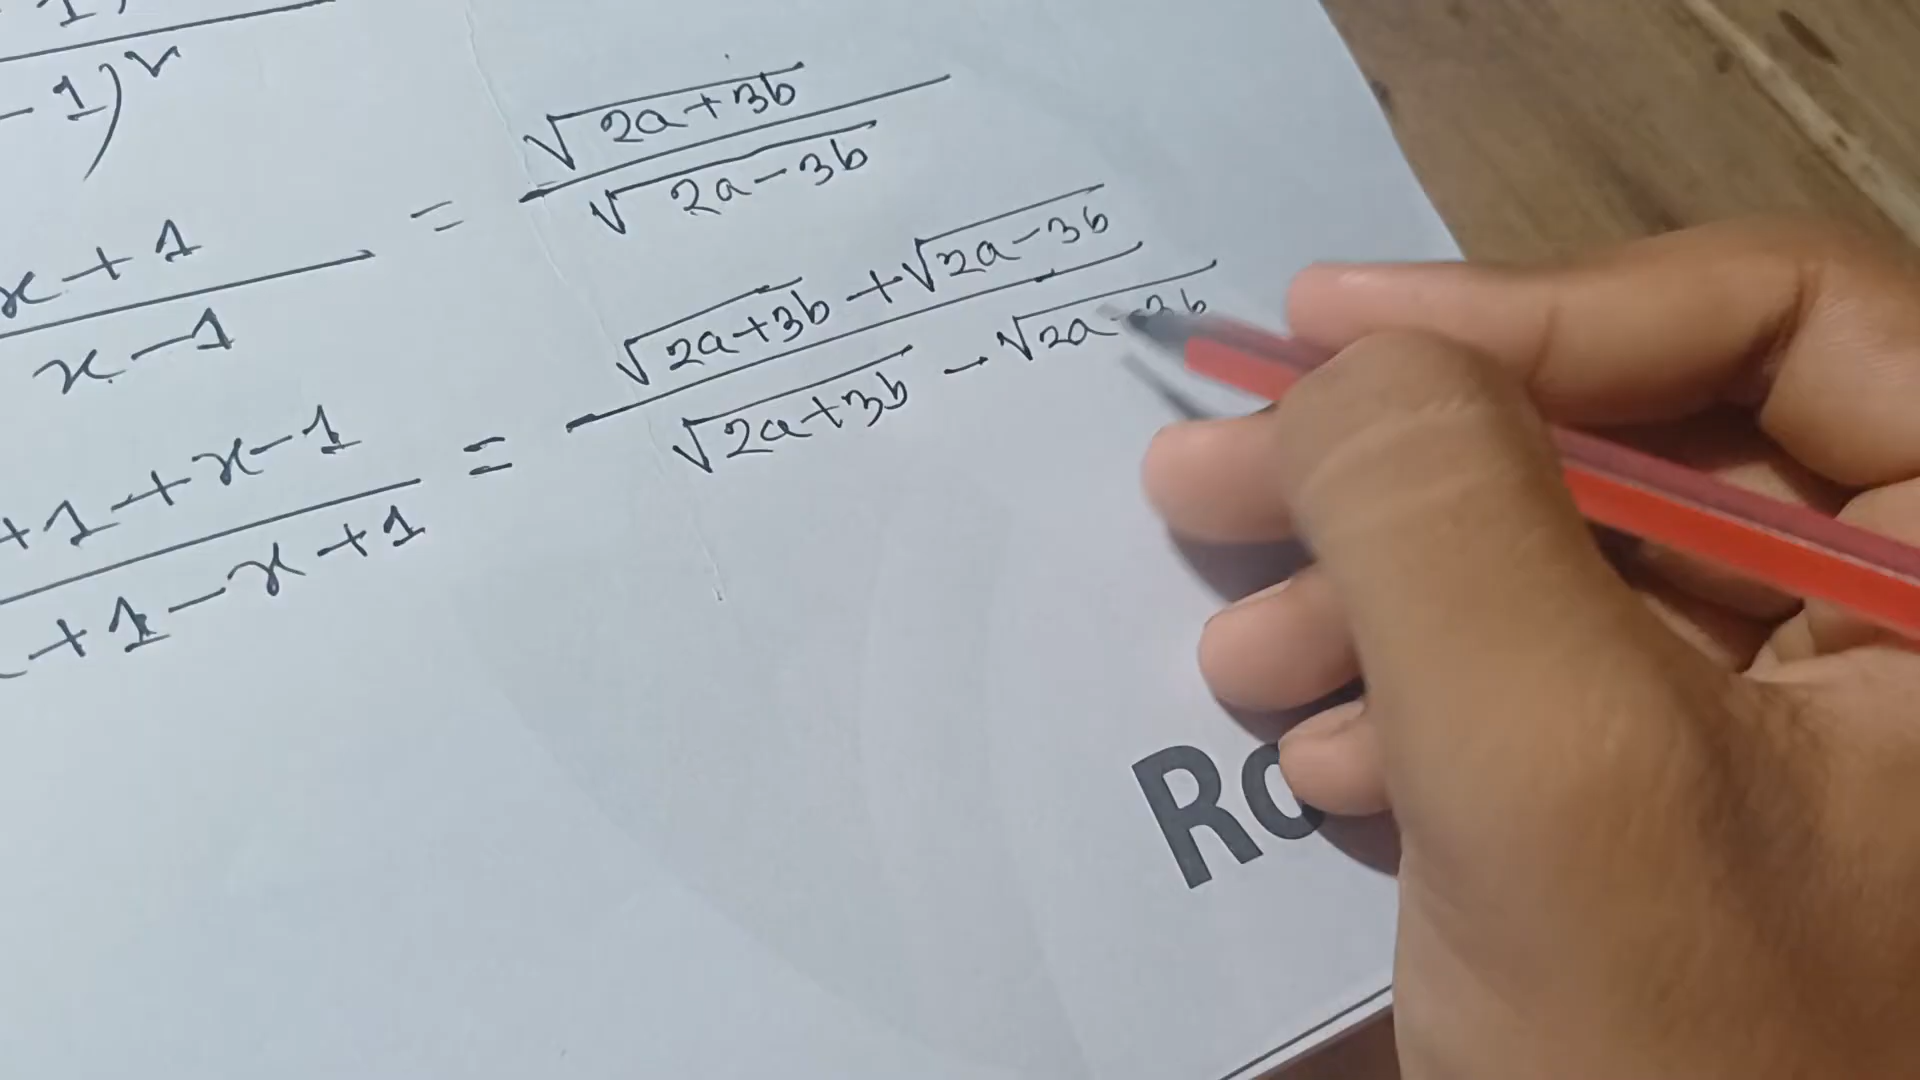 1)
- 1)²
x + 1 / x - 1 = √2a+3b / √2a-3b
+1+x-1 / +1-x+1 = √2a+3b + √2a-3b / √2a+3b - √2a-3b